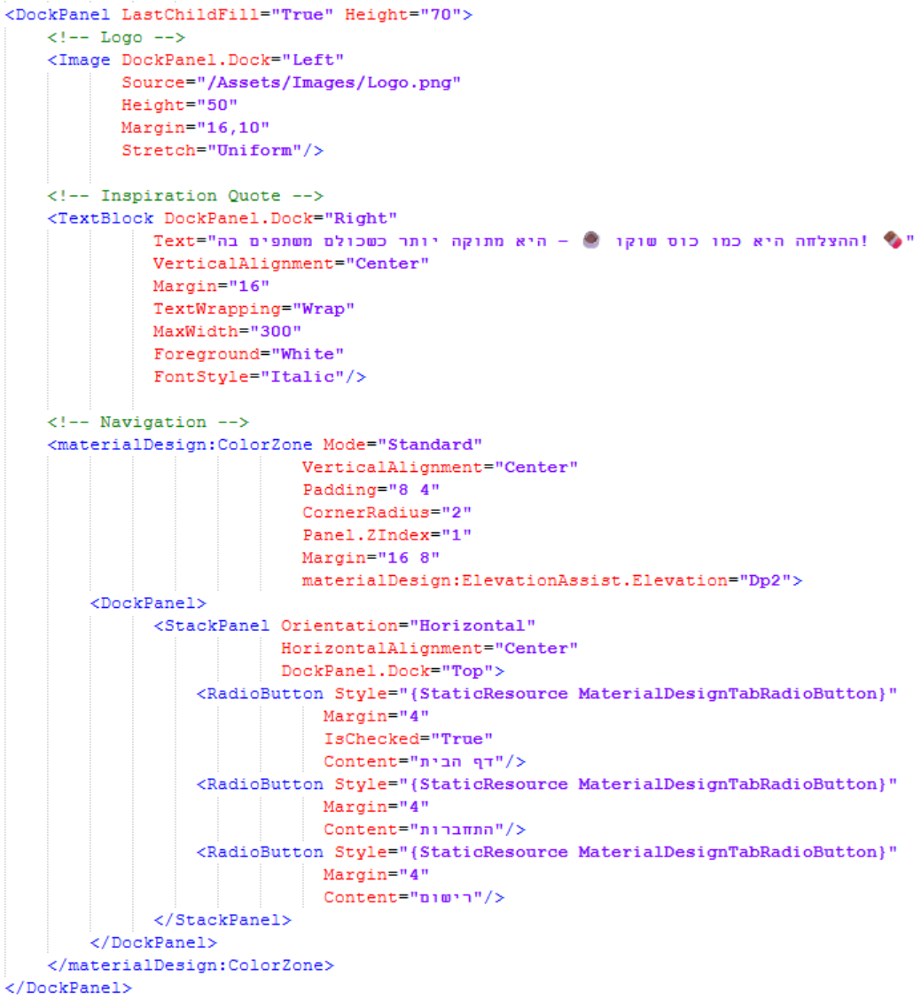 <DockPanel LastChildFill="True" Height="70">
    <!-- Logo -->
    <Image DockPanel.Dock="Left"
           Source="/Assets/Images/Logo.png"
           Height="50"
           Margin="16,10"
           Stretch="Uniform"/>

    <!-- Inspiration Quote -->
    <TextBlock DockPanel.Dock="Right"
              Text="ההצלחה היא כמו כוס שוקו ☕ – היא מתוקה יותר כשכולם משתפים בה! 🍫"
              VerticalAlignment="Center"
              Margin="16"
              TextWrapping="Wrap"
              MaxWidth="300"
              Foreground="White"
              FontStyle="Italic"/>

    <!-- Navigation -->
    <materialDesign:ColorZone Mode="Standard"
                            VerticalAlignment="Center"
                            Padding="8 4"
                            CornerRadius="2"
                            Panel.ZIndex="1"
                            Margin="16 8"
                            materialDesign:ElevationAssist.Elevation="Dp2">
        <DockPanel>
              <StackPanel Orientation="Horizontal"
                          HorizontalAlignment="Center"
                          DockPanel.Dock="Top">
                  <RadioButton Style="{StaticResource MaterialDesignTabRadioButton}"
                              Margin="4"
                              IsChecked="True"
                              Content="דף הבית"/>
                  <RadioButton Style="{StaticResource MaterialDesignTabRadioButton}"
                              Margin="4"
                              Content="התחברות"/>
                  <RadioButton Style="{StaticResource MaterialDesignTabRadioButton}"
                              Margin="4"
                              Content="רישום"/>
              </StackPanel>
        </DockPanel>
    </materialDesign:ColorZone>
</DockPanel>